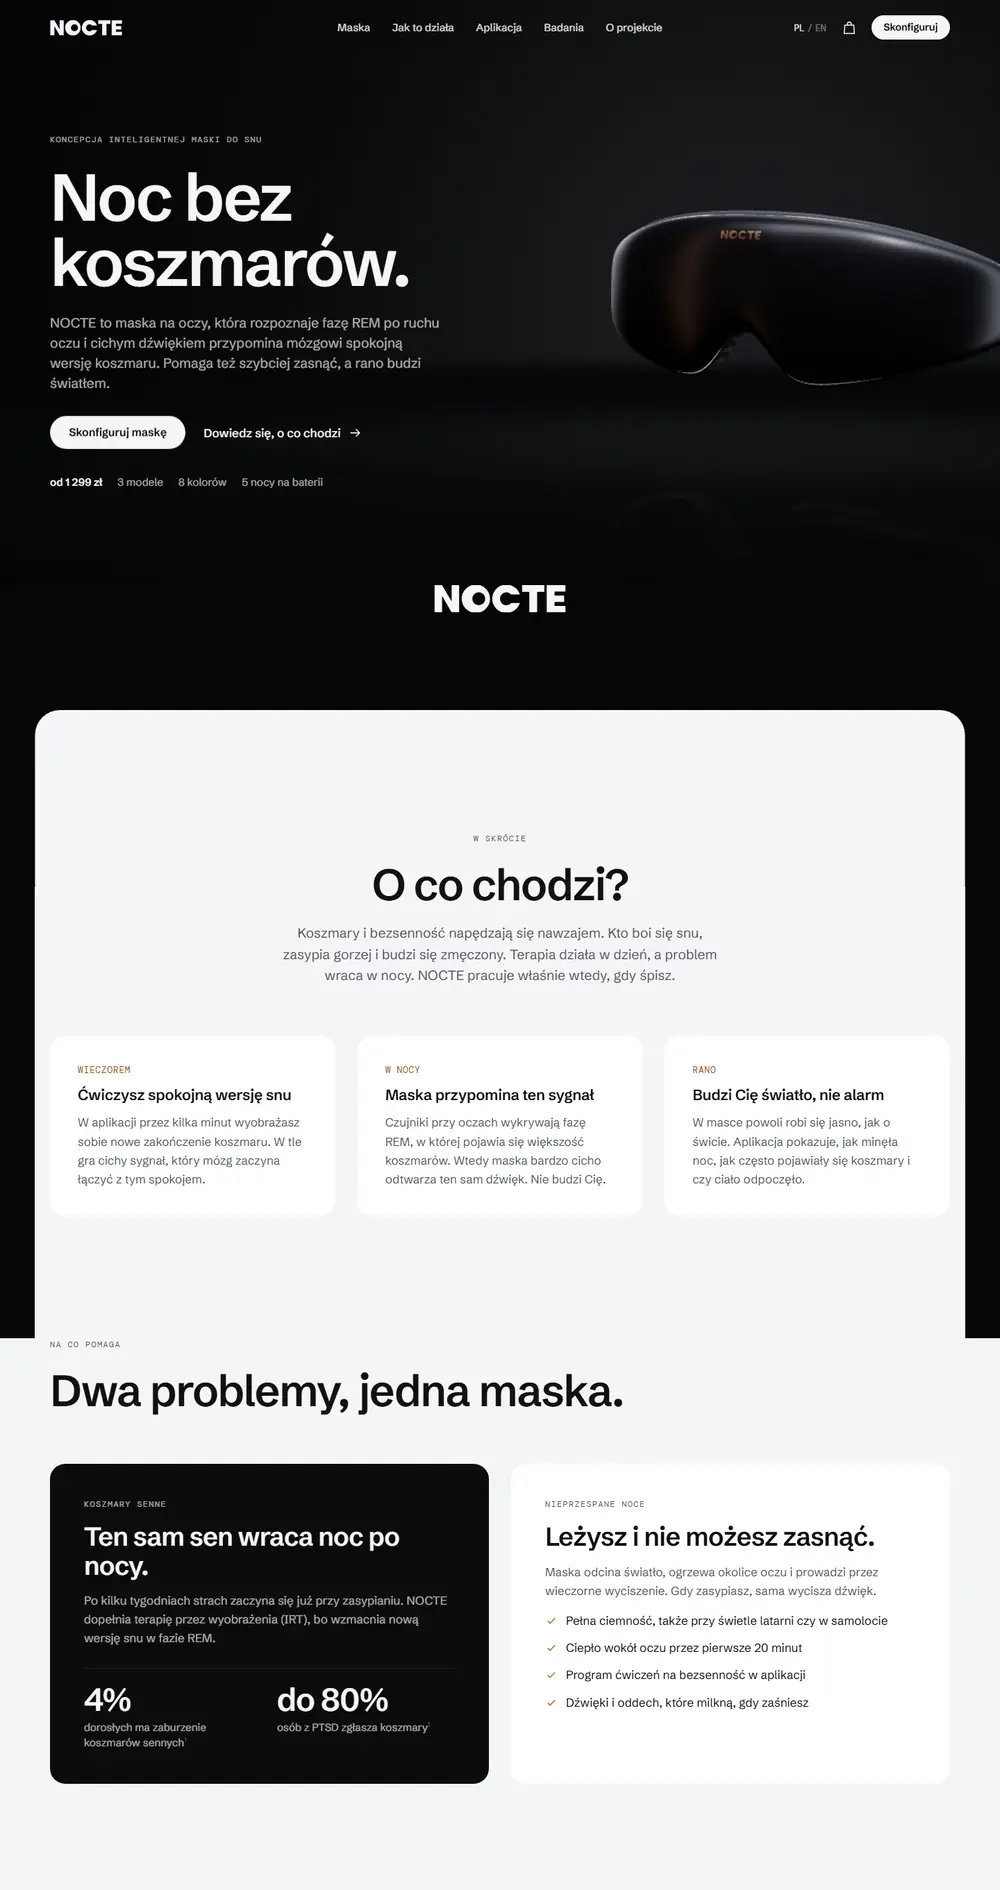 NOCTE
Maska
Jak to działa
Aplikacja
Badania
O projekcie
PL / EN
Skonfiguruj
KONCEPCJA INTELIGENTNEJ MASKI DO SNU
Noc bez
koszmarów.
NOCTE to maska na oczy, która rozpoznaje fazę REM po ruchu
oczu i cichym dźwiękiem przypomina mózgowi spokojną
wersję koszmaru. Pomaga też szybciej zasnąć, a rano budzi
światłem.
Skonfiguruj maskę
Dowiedz się, o co chodzi →
od 1 299 zł
3 modele
8 kolorów
5 nocy na baterii
NOCTE
NOCTE
W SKRÓCIE
O co chodzi?
Koszmary i bezsenność napędzają się nawzajem. Kto boi się snu,
zasypia gorzej i budzi się zmęczony. Terapia działa w dzień, a problem
wraca w nocy. NOCTE pracuje właśnie wtedy, gdy śpisz.
WIECZOREM
Ćwiczysz spokojną wersję snu
W aplikacji przez kilka minut wyobrażasz
sobie nowe zakończenie koszmaru. W tle
gra cichy sygnał, który mózg zaczyna
łączyć z tym spokojem.
W NOCY
Maska przypomina ten sygnał
Czujniki przy oczach wykrywają fazę
REM, w której pojawia się większość
koszmarów. Wtedy maska bardzo cicho
odtwarza ten sam dźwięk. Nie budzi Cię.
RANO
Budzi Cię światło, nie alarm
W masce powoli robi się jasno, jak o
świcie. Aplikacja pokazuje, jak minęła
noc, jak często pojawiały się koszmary i
czy ciało odpoczęło.
NA CO POMAGA
Dwa problemy, jedna maska.
KOSZMARY SENNE
Ten sam sen wraca noc po
nocy.
Po kilku tygodniach strach zaczyna się już przy zasypianiu. NOCTE
dopełnia terapię przez wyobrażenia (IRT), bo wzmacnia nową
wersję snu w fazie REM.
4%
dorosłych ma zaburzenie
koszmarów sennych
do 80%
osób z PTSD zgłasza koszmary
NIEPRZESPANE NOCE
Leżysz i nie możesz zasnąć.
Maska odcina światło, ogrzewa okolice oczu i prowadzi przez
wieczorne wyciszenie. Gdy zasypiasz, sama wycisza dźwięk.
Pełna ciemność, także przy świetle latarni czy w samolocie
Ciepło wokół oczu przez pierwsze 20 minut
Program ćwiczeń na bezsenność w aplikacji
Dźwięki i oddech, które milkną, gdy zaśniesz